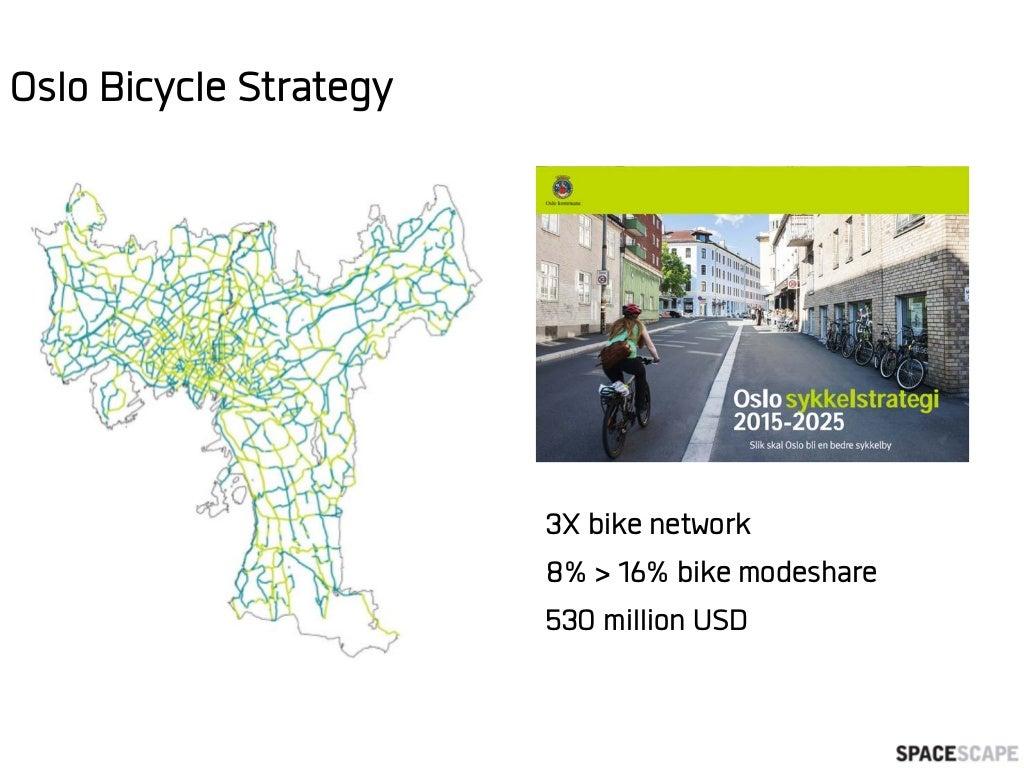 Oslo Bicycle Strategy
Oslo kommune
Oslo sykkelstrategi
2015-2025
Slik skal Oslo bli en bedre sykkelby
3X bike network
8% > 16% bike modeshare
530 million USD
SPACESCAPE